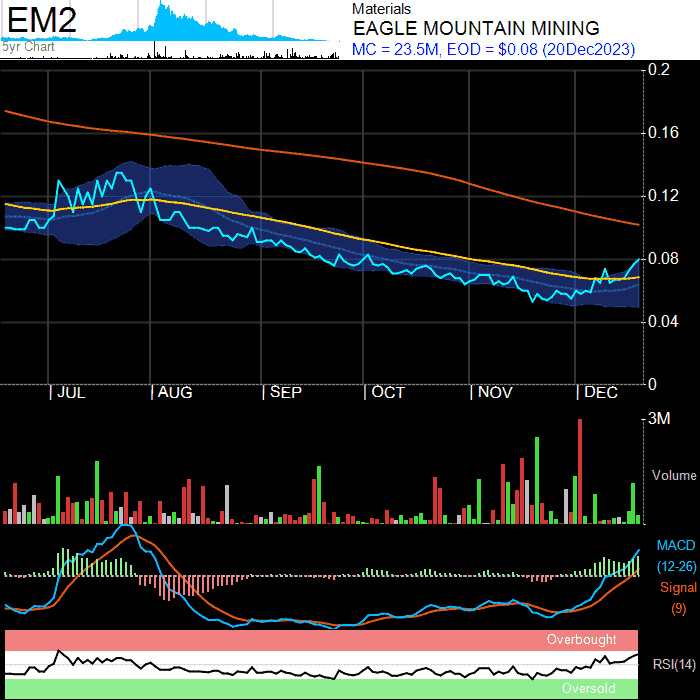 EM2
5yr Chart
Materials
EAGLE MOUNTAIN MINING
MC = 23.5M, EOD = $0.08 (20Dec2023)
0.2
0.16
0.12
0.08
0.04
0
JUL AUG SEP OCT NOV DEC
3M
Volume
MACD
(12-26)
Signal
(9)
Overbought
RSI(14)
Oversold